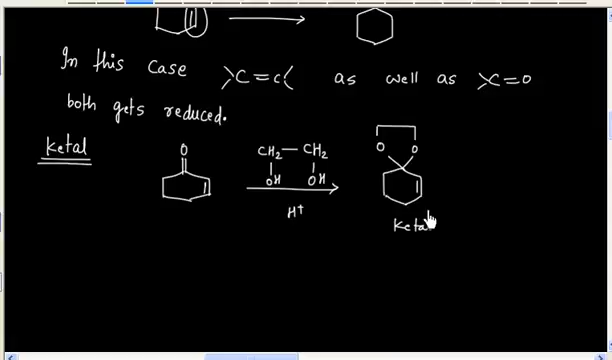 In this case >C=C< as well as >C=O
both gets reduced.
Ketal
O
CH2—CH2
OH OH
H+
O O
Ketal